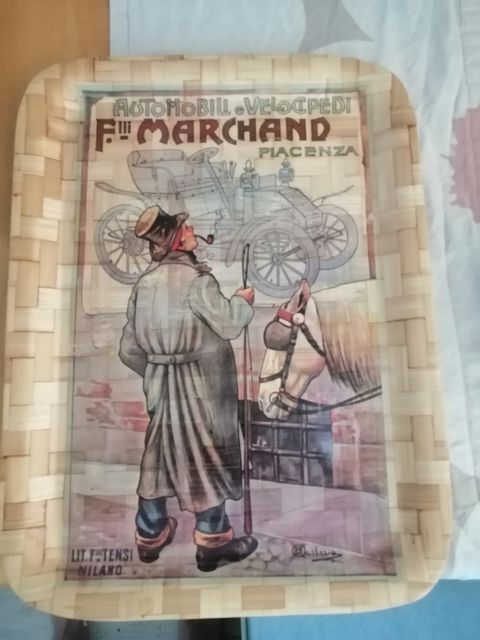 AUTOMOBILI e VELOCIPEDI
F.lli MARCHAND
PIACENZA
LIT. F.lli TENSI
MILANO